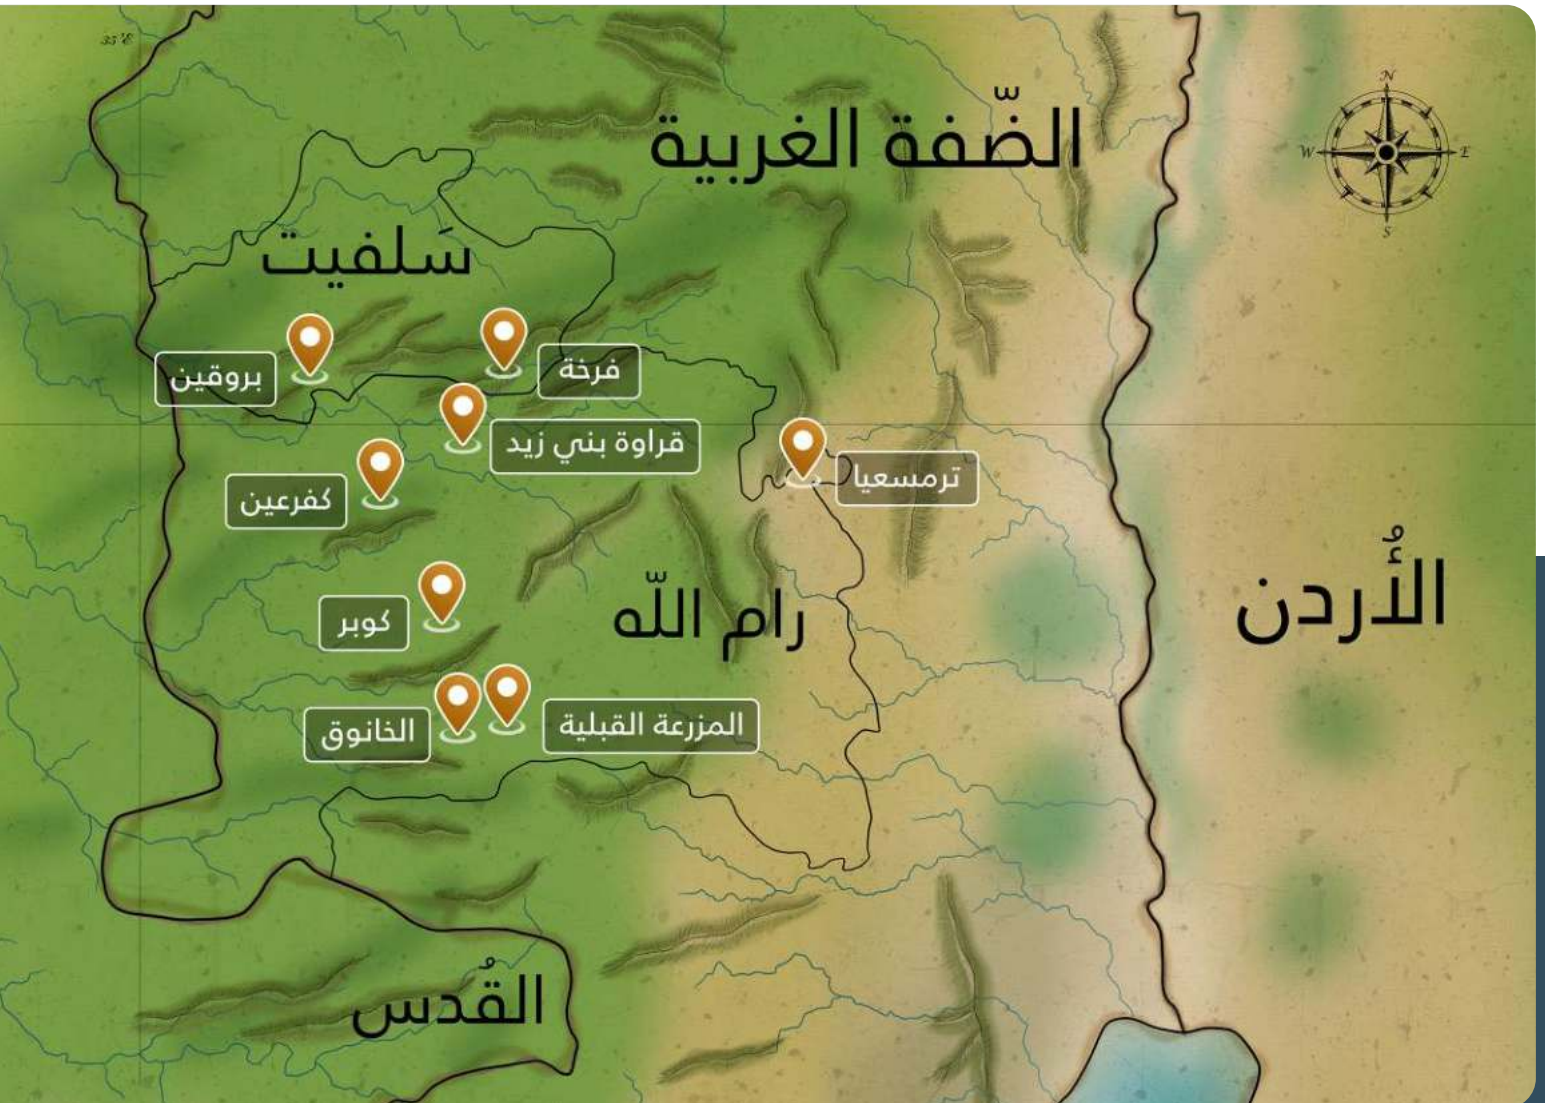 35°E
N
الضّفة الغربية
W
E
S
سَلفيت
فرخة
بروقين
قراوة بني زيد
ترمسعيا
كفرعين
الأُردن
رام اللّه
كوبر
المزرعة القبلية
الخانوق
القُدس